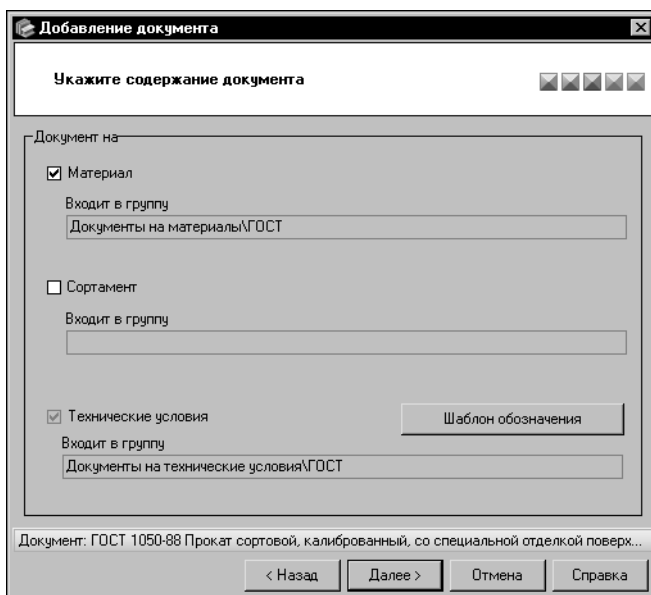 Добавление документа
Укажите содержание документа
Документ на
Материал
Входит в группу
Документы на материалы\ГОСТ
Сортамент
Входит в группу
Технические условия
Шаблон обозначения
Входит в группу
Документы на технические условия\ГОСТ
Документ: ГОСТ 1050-88 Прокат сортовой, калиброванный, со специальной отделкой поверх...
< Назад
Далее >
Отмена
Справка